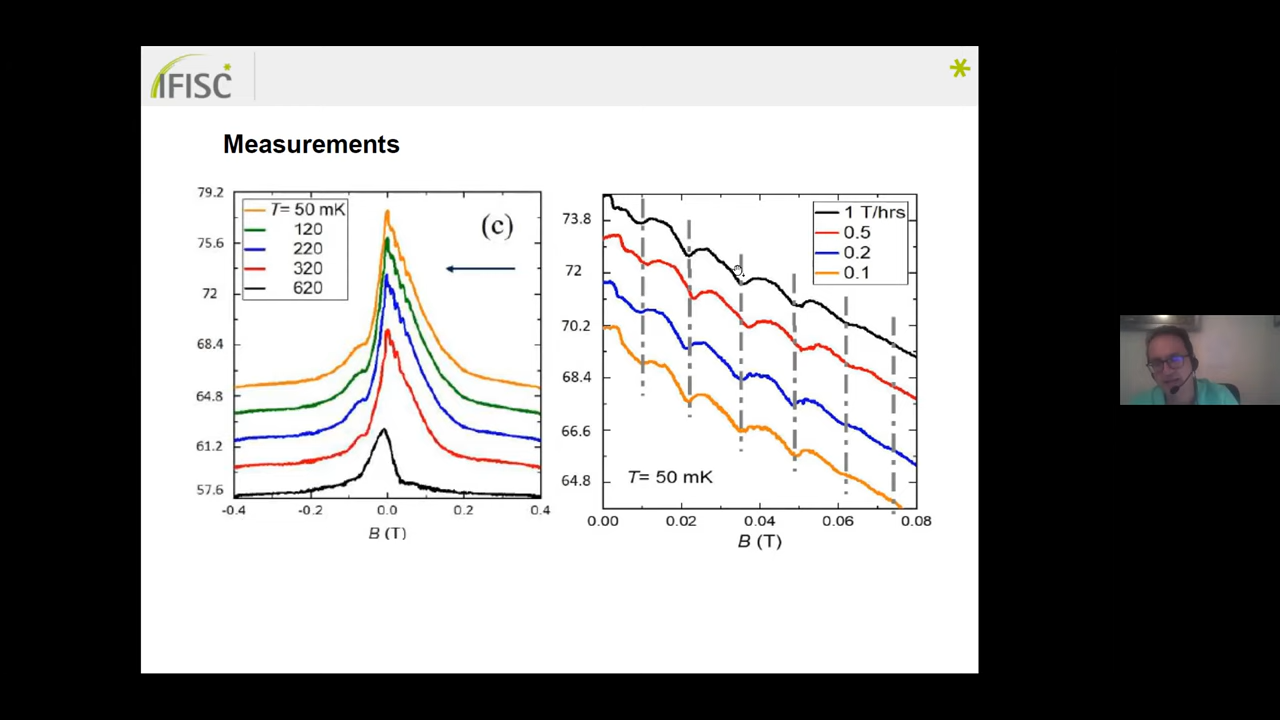 IFISC
Measurements
79.2
75.6
72
68.4
64.8
61.2
57.6
T= 50 mK
120
220
320
620
(c)
-0.4 -0.2 0.0 0.2 0.4
B (T)
73.8
72
70.2
68.4
66.6
64.8
1 T/hrs
0.5
0.2
0.1
T= 50 mK
0.00 0.02 0.04 0.06 0.08
B (T)